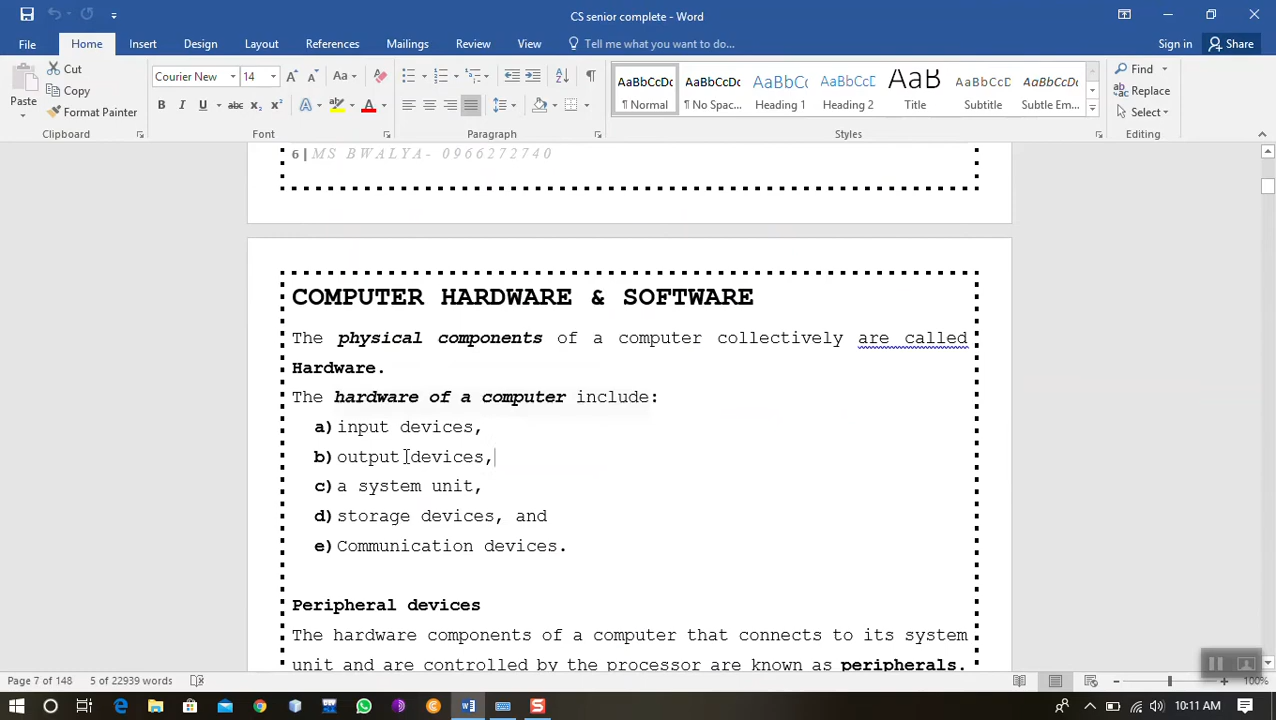 CS senior complete - Word
File Home Insert Design Layout References Mailings Review View Tell me what you want to do... Sign in Share
Paste Cut Copy Format Painter
Clipboard
Courier New 14 Aa
B I U abc X₂ X² A A
Font
Paragraph
AaBbCcDc AaBbCcDc AaBbCc AaBbCcC AaB AaBbCcD AaBbCcDc
¶ Normal ¶ No Spac... Heading 1 Heading 2 Title Subtitle Subtle Em...
Styles
Find
Replace
Select
Editing
6 | MS BWALYA- 0966272740
COMPUTER HARDWARE & SOFTWARE
The physical components of a computer collectively are called
Hardware.
The hardware of a computer include:
a) input devices,
b) output devices,
c) a system unit,
d) storage devices, and
e) Communication devices.
Peripheral devices
The hardware components of a computer that connects to its system
unit and are controlled by the processor are known as peripherals.
Page 7 of 148 5 of 22939 words 100%
10:11 AM